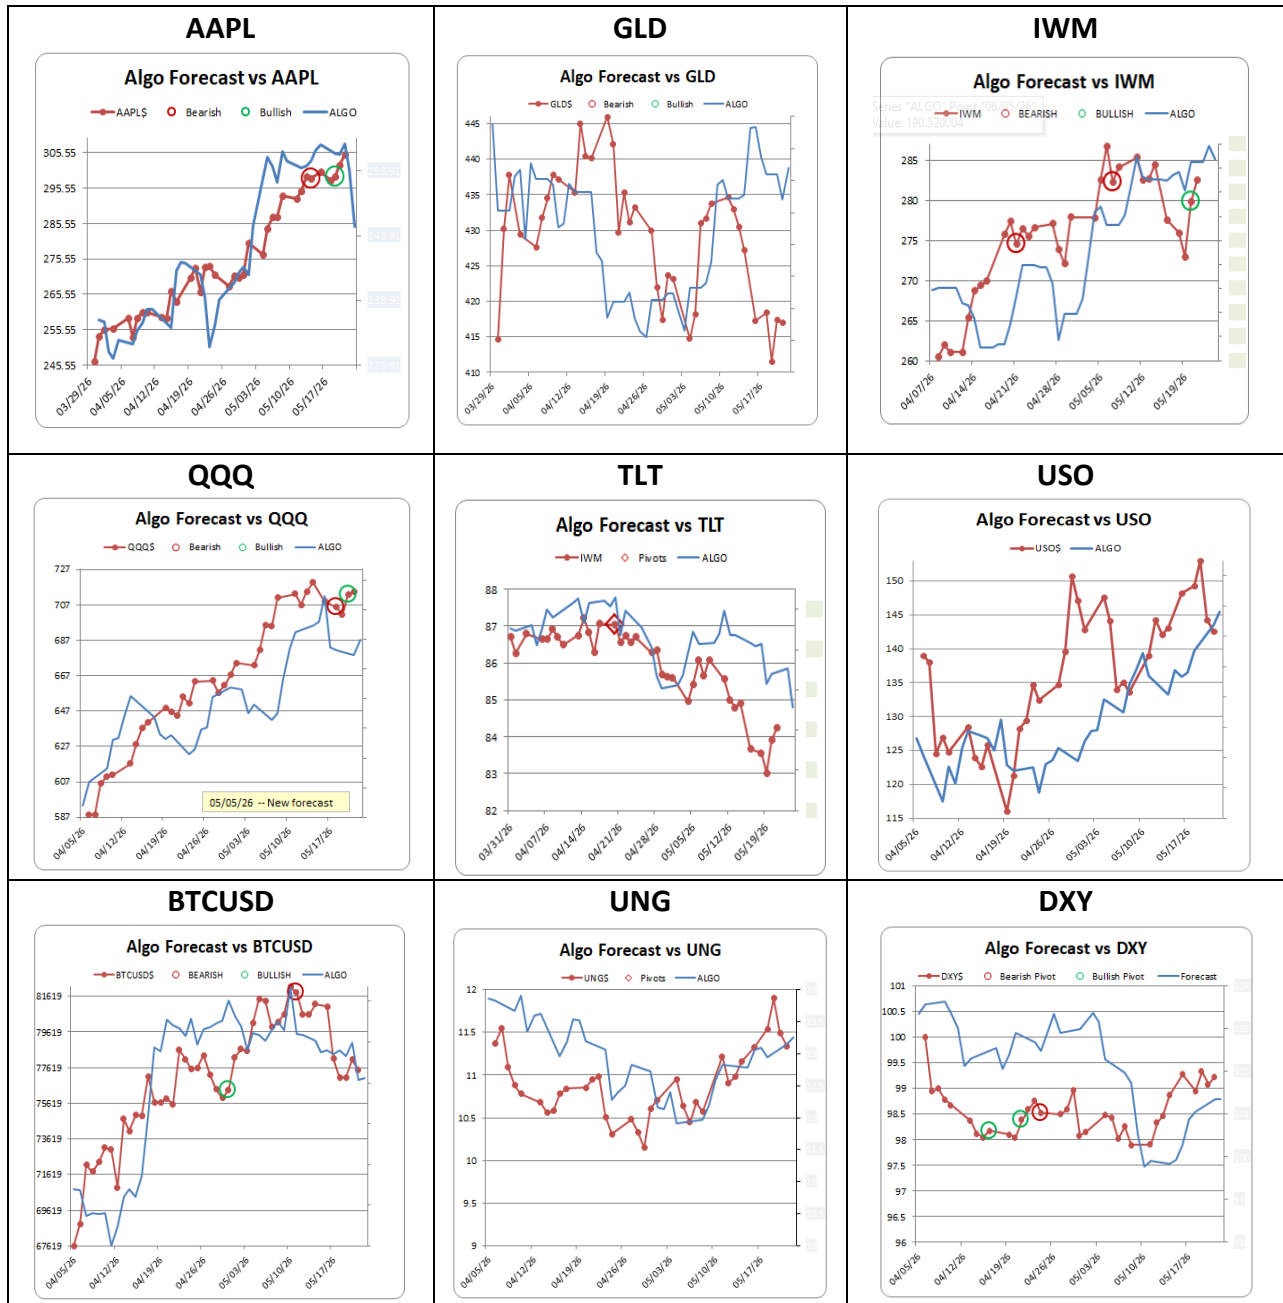 AAPL
Algo Forecast vs AAPL
AAPL$ Bearish Bullish ALGO
305.55
295.55
285.55
275.55
265.55
255.55
245.55
03/29/26 04/05/26 04/12/26 04/19/26 04/26/26 05/03/26 05/10/26 05/17/26
GLD
Algo Forecast vs GLD
GLD$ Bearish Bullish ALGO
445
440
435
430
425
420
415
410
03/29/26 04/05/26 04/12/26 04/19/26 04/26/26 05/03/26 05/10/26 05/17/26
IWM
Algo Forecast vs IWM
Series "ALGO" Point "06/05/26"
Value: 190.520004
IWM BEARISH BULLISH ALGO
285
280
275
270
265
260
04/07/26 04/14/26 04/21/26 04/28/26 05/05/26 05/12/26 05/19/26
QQQ
Algo Forecast vs QQQ
QQQ$ Bearish Bullish ALGO
727
707
687
667
647
627
607
587
05/05/26 -- New forecast
04/05/26 04/12/26 04/19/26 04/26/26 05/03/26 05/10/26 05/17/26
TLT
Algo Forecast vs TLT
IWM Pivots ALGO
88
87
86
85
84
83
82
03/31/26 04/07/26 04/14/26 04/21/26 04/28/26 05/05/26 05/12/26 05/19/26
USO
Algo Forecast vs USO
USO$ ALGO
150
145
140
135
130
125
120
115
04/05/26 04/12/26 04/19/26 04/26/26 05/03/26 05/10/26 05/17/26
BTCUSD
Algo Forecast vs BTCUSD
BTCUSD$ BEARISH BULLISH ALGO
81619
79619
77619
75619
73619
71619
69619
67619
04/05/26 04/12/26 04/19/26 04/26/26 05/03/26 05/10/26 05/17/26
UNG
Algo Forecast vs UNG
UNG$ Pivots ALGO
12
11.5
11
10.5
10
9.5
9
04/05/26 04/12/26 04/19/26 04/26/26 05/03/26 05/10/26 05/17/26
DXY
Algo Forecast vs DXY
DXY$ Bearish Pivot Bullish Pivot Forecast
101
100.5
100
99.5
99
98.5
98
97.5
97
96.5
96
04/05/26 04/12/26 04/19/26 04/26/26 05/03/26 05/10/26 05/17/26